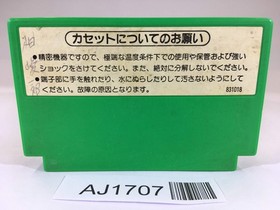 カセットについてのお願い
●精密機器ですので、極端な温度条件下での使用や保管および強い
ショックをさけてください。また、絶対に分解しないでください。
●端子部に手を触れたり、水にぬらしたりして汚さないようにして
ください。故障の原因となります。
831018
AJ1707